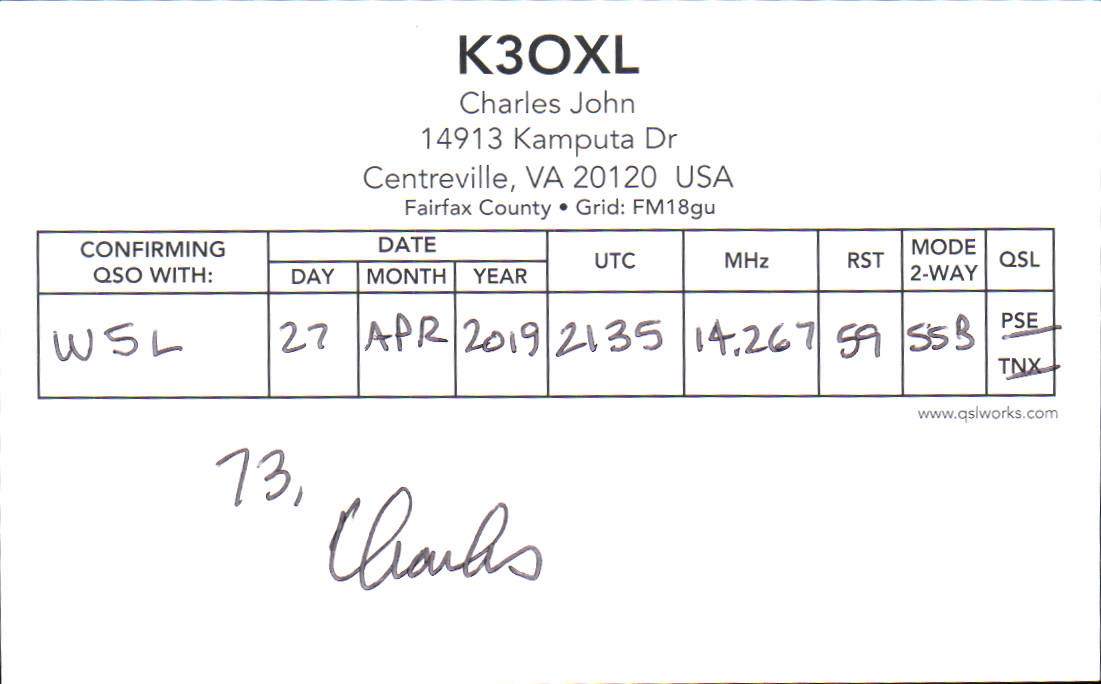 K3OXL
Charles John
14913 Kamputa Dr
Centreville, VA 20120 USA
Fairfax County • Grid: FM18gu
CONFIRMING QSO WITH: DATE UTC MHz RST MODE 2-WAY QSL
DAY MONTH YEAR
W5L 27 APR 2019 2135 14.267 59 SSB PSE
TNX
www.qslworks.com
73,
Charles